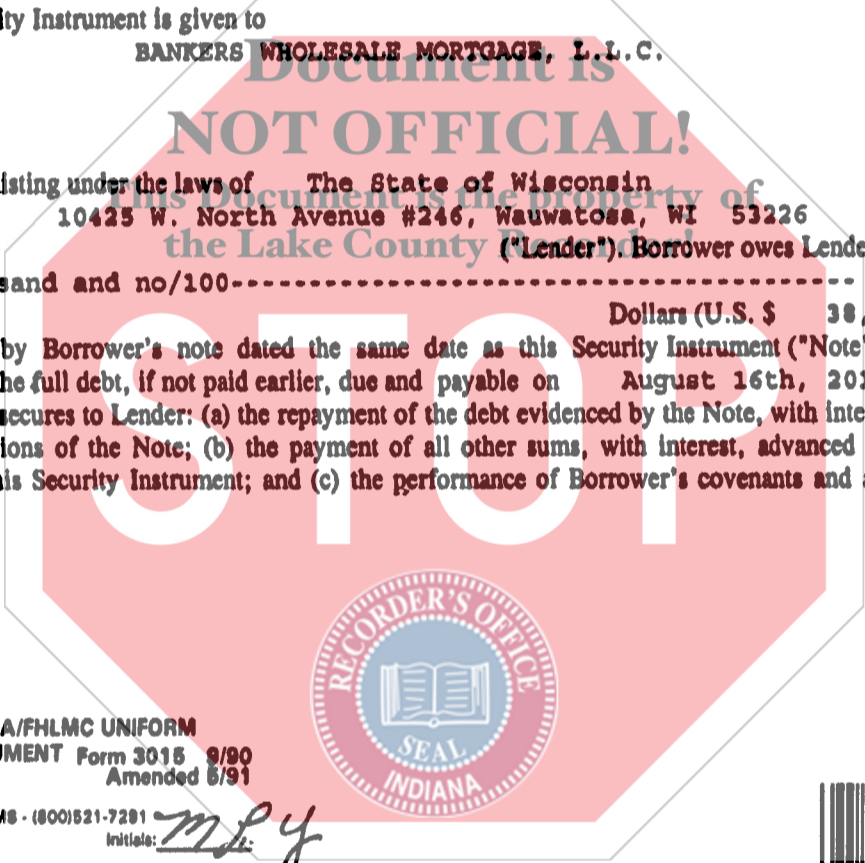 ity Instrument is given to
BANKERS WHOLESALE MORTGAGE, L.L.C.
Document is
NOT OFFICIAL!
isting under the laws of The State of Wisconsin
This Document is the property of
10425 W. North Avenue #246, Wauwatosa, WI 53226
the Lake County Recorder!
("Lender"). Borrower owes Lende
sand and no/100----------------------------------------------------
Dollars (U.S. $ 38,
by Borrower's note dated the same date as this Security Instrument ("Note"
he full debt, if not paid earlier, due and payable on August 16th, 201
ecures to Lender: (a) the repayment of the debt evidenced by the Note, with inte
ions of the Note; (b) the payment of all other sums, with interest, advanced
is Security Instrument; and (c) the performance of Borrower's covenants and a
STOP
RECORDER'S OFFICE
SEAL
INDIANA
A/FHLMC UNIFORM
UMENT Form 3015 9/90
Amended 5/91
MS - (800)521-7291
Initials: MLY